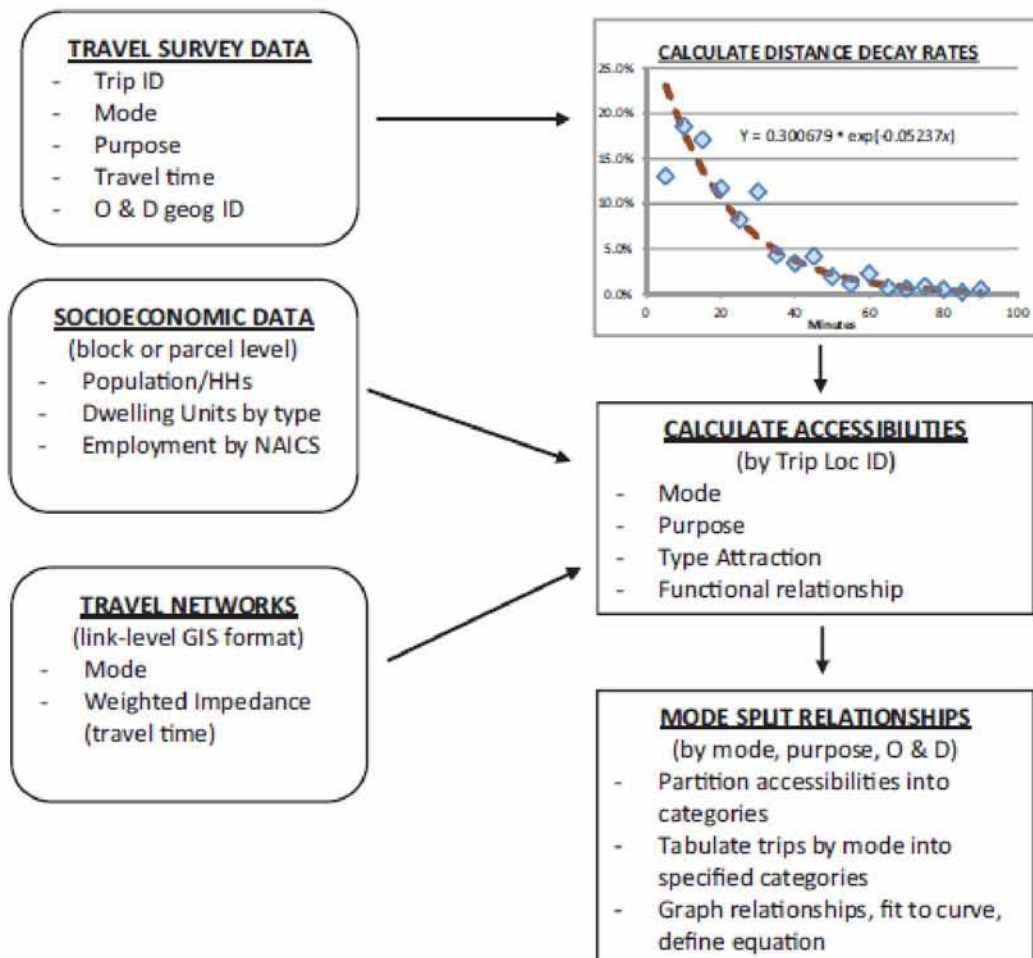 TRAVEL SURVEY DATA
- Trip ID
- Mode
- Purpose
- Travel time
- O & D geog ID
SOCIOECONOMIC DATA
(block or parcel level)
- Population/HHs
- Dwelling Units by type
- Employment by NAICS
TRAVEL NETWORKS
(link-level GIS format)
- Mode
- Weighted Impedance
(travel time)
CALCULATE DISTANCE DECAY RATES
25.0%
20.0%
15.0%
10.0%
5.0%
0.0%
Y = 0.300679 * exp[-0.05237x]
0 20 40 60 80 100
Minutes
CALCULATE ACCESSIBILITIES
(by Trip Loc ID)
- Mode
- Purpose
- Type Attraction
- Functional relationship
MODE SPLIT RELATIONSHIPS
(by mode, purpose, O & D)
- Partition accessibilities into
categories
- Tabulate trips by mode into
specified categories
- Graph relationships, fit to curve,
define equation